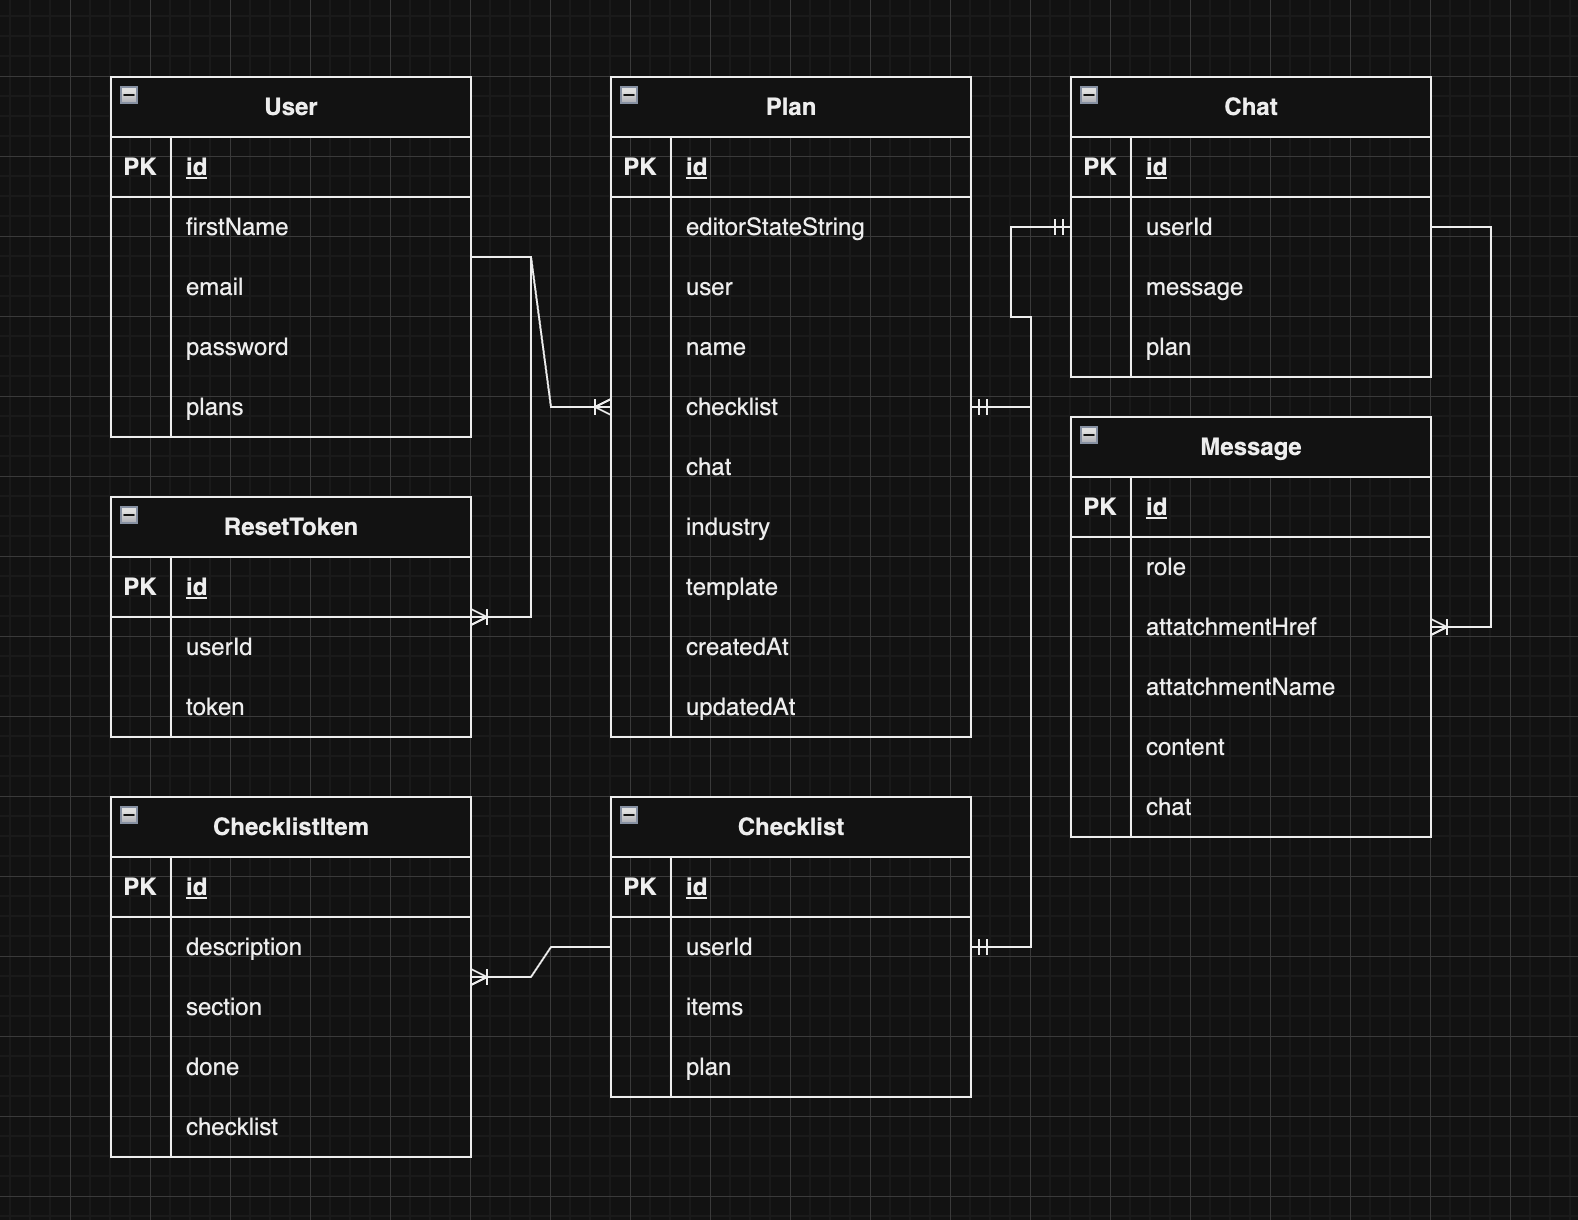 User
PK id
firstName
email
password
plans
ResetToken
PK id
userId
token
ChecklistItem
PK id
description
section
done
checklist
Plan
PK id
editorStateString
user
name
checklist
chat
industry
template
createdAt
updatedAt
Checklist
PK id
userId
items
plan
Chat
PK id
userId
message
plan
Message
PK id
role
attatchmentHref
attatchmentName
content
chat